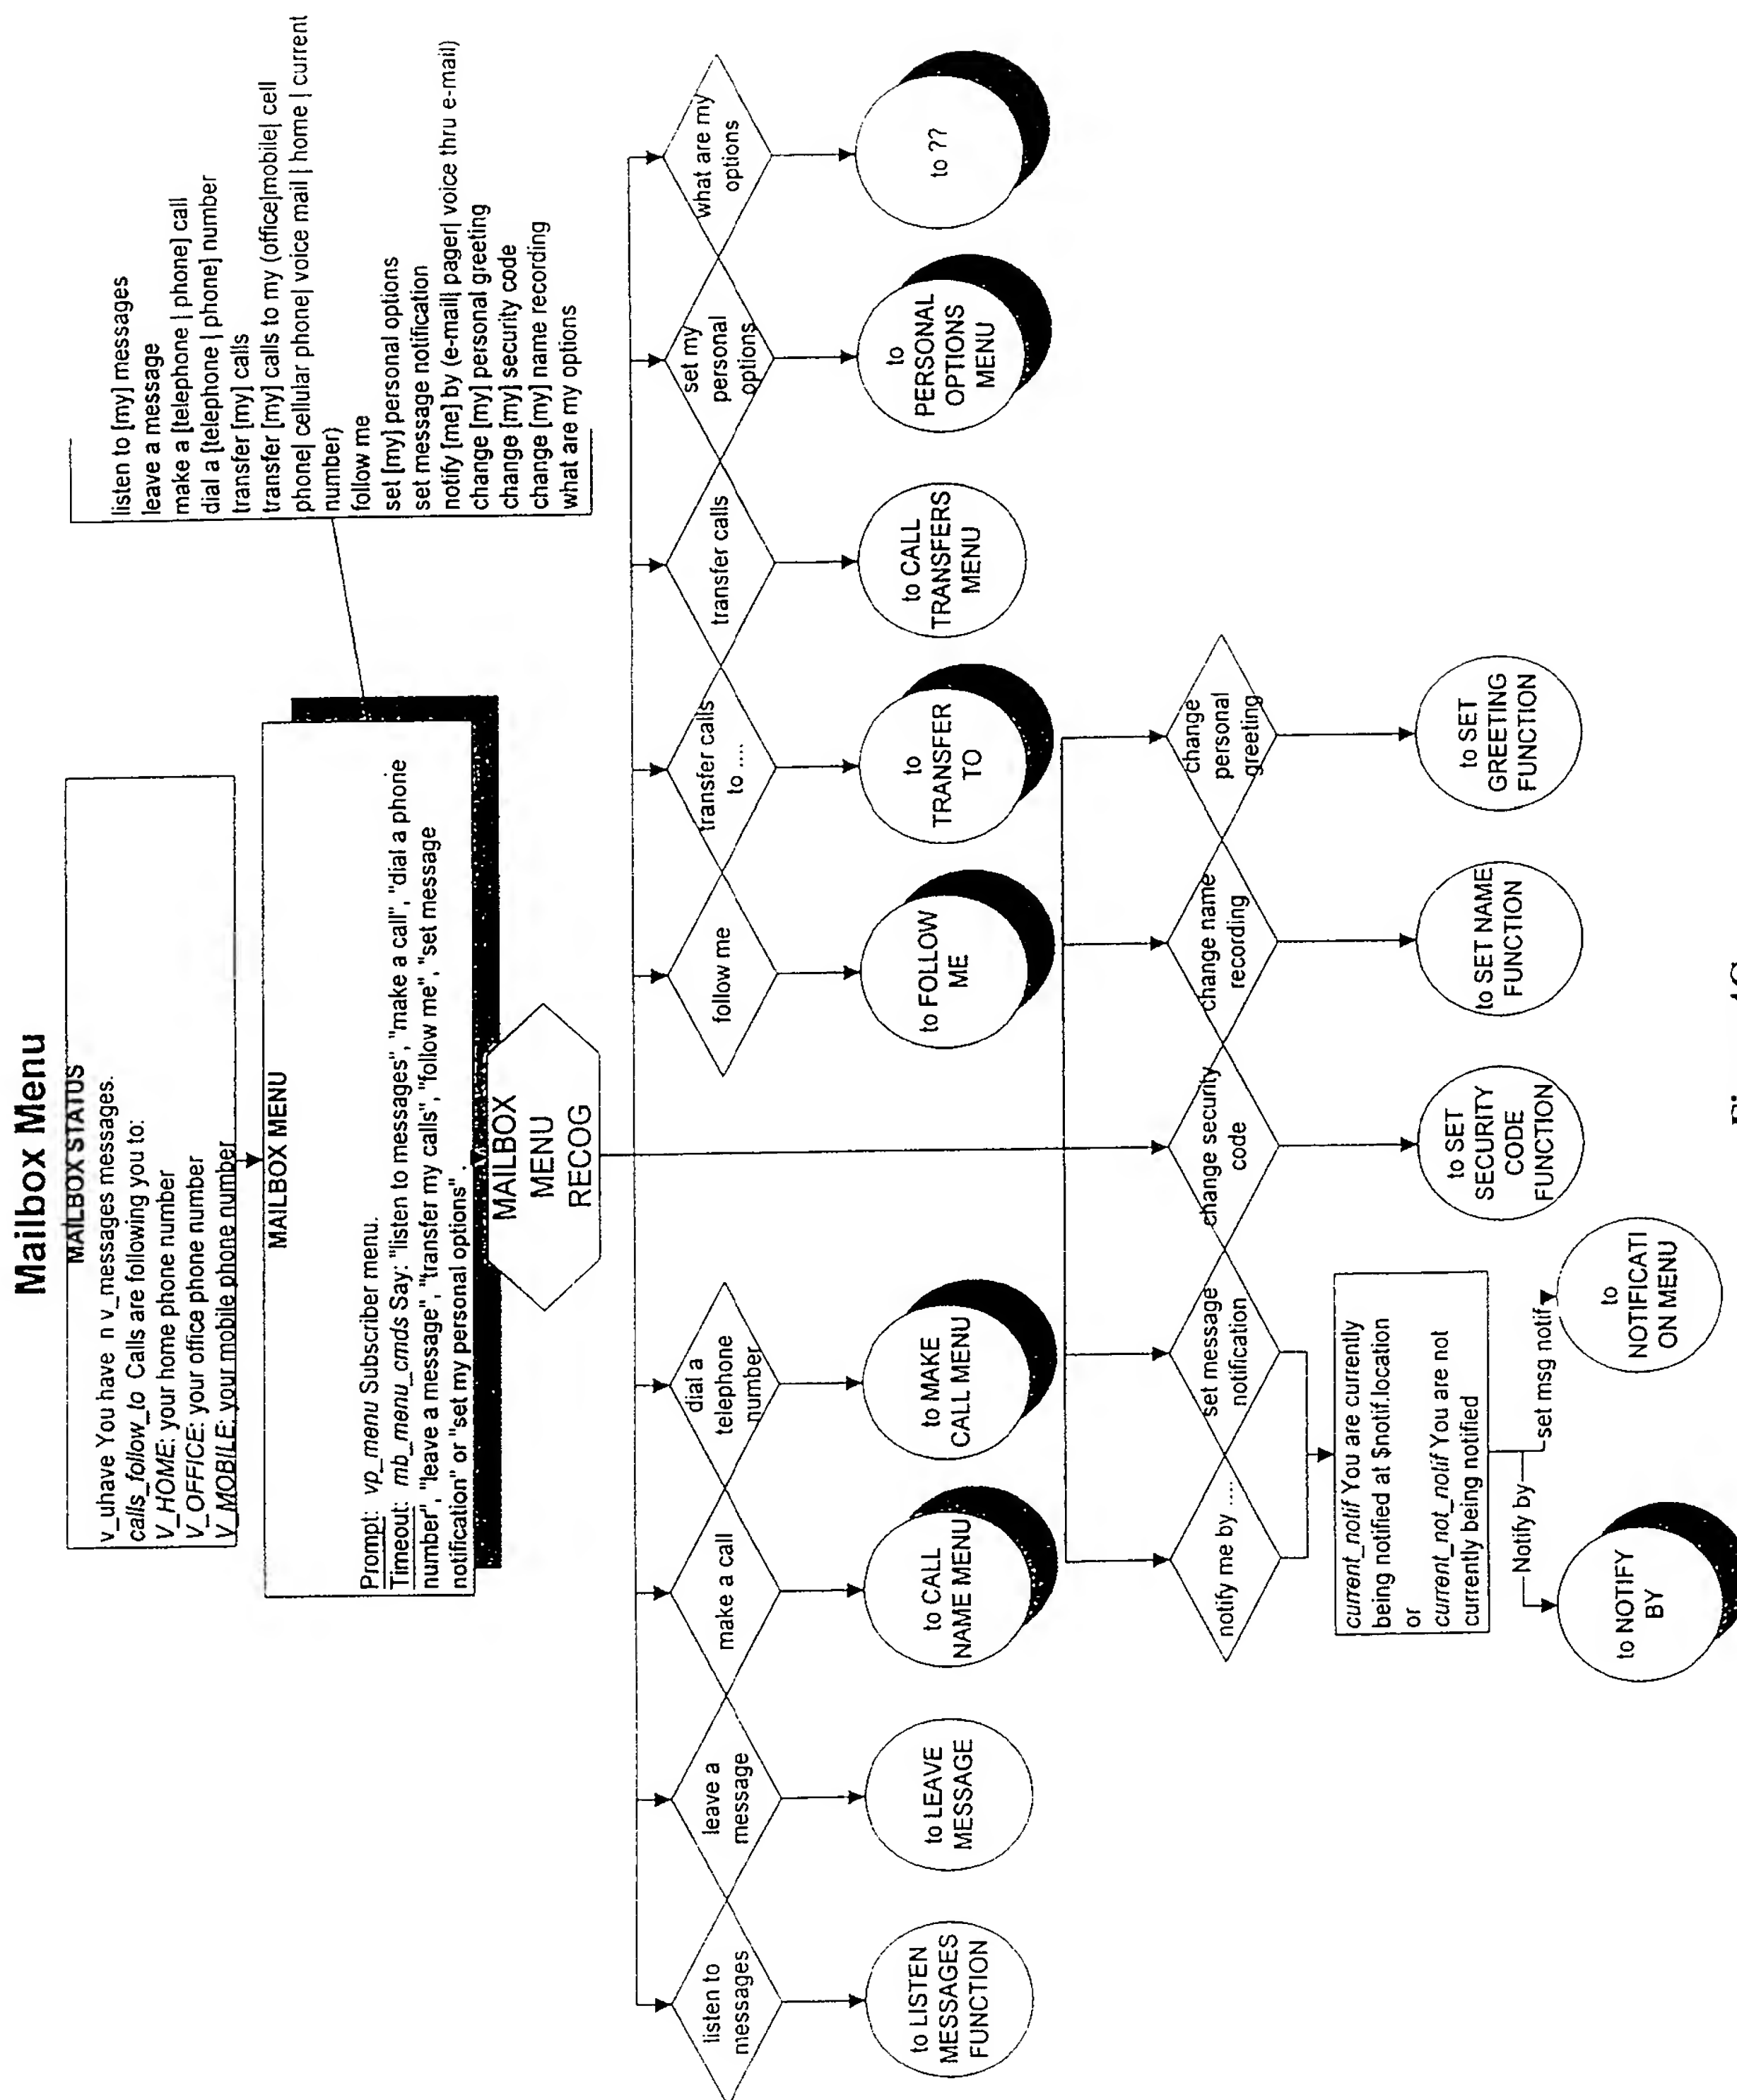 Mailbox Menu
MAILBOX STATUS
v_uhave You have n v_messages messages.
calls_follow_to Calls are following you to:
V_HOME: your home phone number
V_OFFICE: your office phone number
V_MOBILE: your mobile phone number
MAILBOX MENU
Prompt: vp_menu Subscriber menu.
Timeout: mb_menu_cmds Say: "listen to messages", "make a call", "dial a phone
number", "leave a message", "transfer my calls", "follow me", "set message
notification" or "set my personal options".
MAILBOX
MENU
RECOG
listen to [my] messages
leave a message
make a [telephone | phone] call
dial a [telephone | phone] number
transfer [my] calls
transfer [my] calls to my (office|mobile| cell
phone| cellular phone| voice mail | home | current
number)
follow me
set [my] personal options
set message notification
notify [me] by (e-mail| pager| voice thru e-mail)
change [my] personal greeting
change [my] security code
change [my] name recording
what are my options
listen to
messages
leave a
message
make a call
dial a
telephone
number
follow me
transfer calls
to .....
transfer calls
set my
personal
options
what are my
options
to LISTEN
MESSAGES
FUNCTION
to LEAVE
MESSAGE
to CALL
NAME MENU
to MAKE
CALL MENU
to FOLLOW
ME
to
TRANSFER
TO
to CALL
TRANSFERS
MENU
to
PERSONAL
OPTIONS
MENU
to ??
notify me by .....
set message
notification
change security
code
change name
recording
change
personal
greeting
current_notif You are currently
being notified at $notif.location
or
current_not_notif You are not
currently being notified
to SET
SECURITY
CODE
FUNCTION
to SET NAME
FUNCTION
to SET
GREETING
FUNCTION
Notify by
set msg notif
to NOTIFY
BY
to
NOTIFICATI
ON MENU